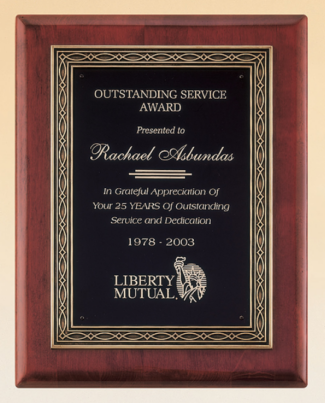 OUTSTANDING SERVICE
AWARD
Presented to
Rachael Asbundas
In Grateful Appreciation Of
Your 25 YEARS Of Outstanding
Service and Dedication
1978 - 2003
LIBERTY
MUTUAL